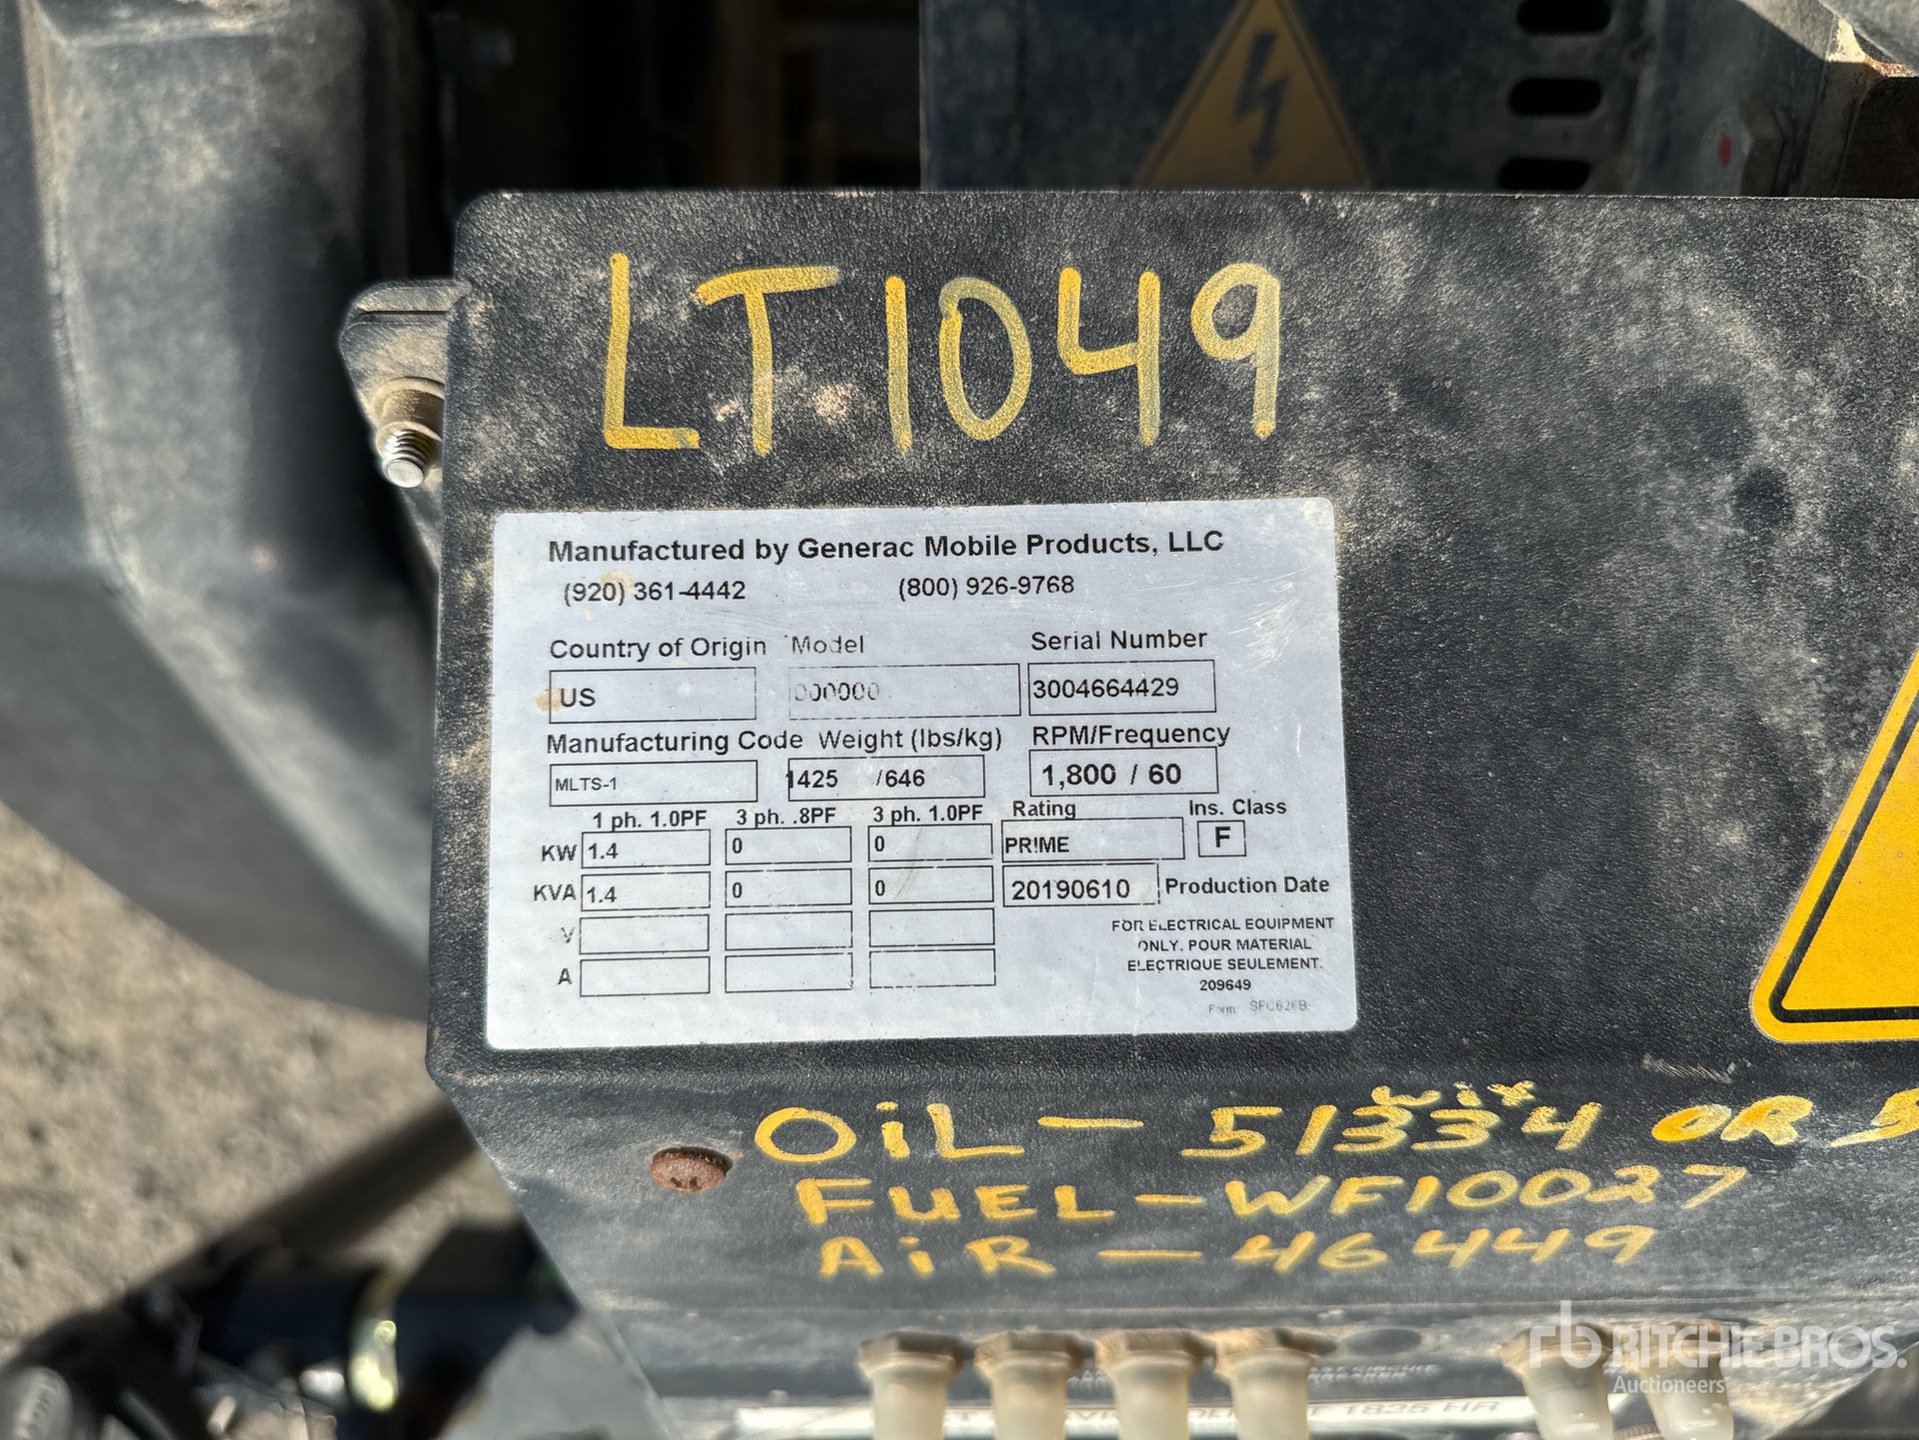 LT1049
Manufactured by Generac Mobile Products, LLC
(920) 361-4442 (800) 926-9768
Country of Origin Model Serial Number
US 000000 3004664429
Manufacturing Code Weight (lbs/kg) RPM/Frequency
MLTS-1 1425 /646 1,800 / 60
1 ph. 1.0PF 3 ph. .8PF 3 ph. 1.0PF Rating Ins. Class
KW 1.4 0 0 PRIME F
KVA 1.4 0 0 20190610 Production Date
V
A
FOR ELECTRICAL EQUIPMENT
ONLY. POUR MATERIAL
ELECTRIQUE SEULEMENT.
209649
Form
OiL - 51334 OR
FUEL - WF10027
AiR - 46449
rb RITCHIE BROS.
Auctioneers
1835 HR